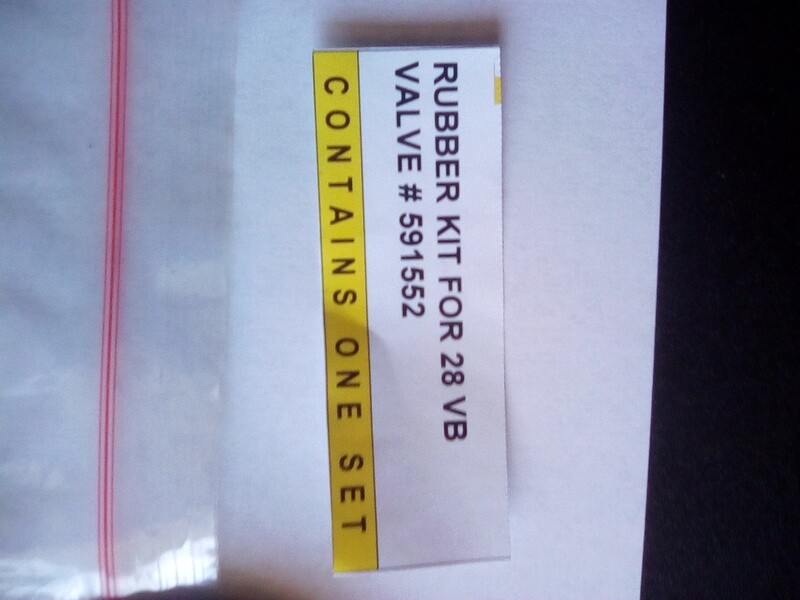 RUBBER KIT FOR 28 VB
VALVE # 591552
CONTAINS ONE SET